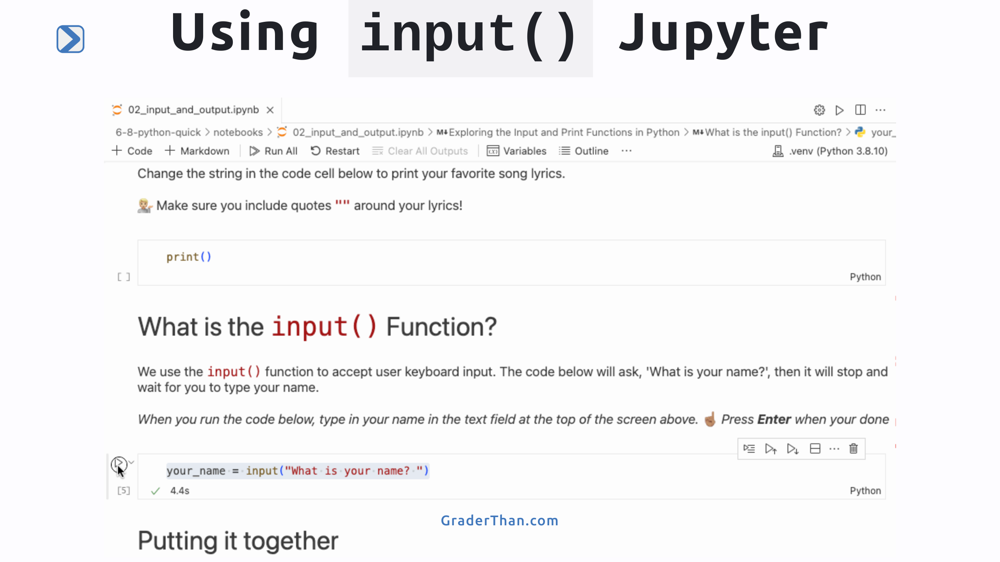 Using input() Jupyter
02_input_and_output.ipynb
6-8-python-quick > notebooks > 02_input_and_output.ipynb > M↓Exploring the Input and Print Functions in Python > M↓What is the input() Function? > your_
+ Code + Markdown Run All Restart Clear All Outputs Variables Outline ··· .venv (Python 3.8.10)
Change the string in the code cell below to print your favorite song lyrics.
💁🏼 Make sure you include quotes "" around your lyrics!
print()
[ ] Python
What is the input() Function?
We use the input() function to accept user keyboard input. The code below will ask, 'What is your name?', then it will stop and
wait for you to type your name.
When you run the code below, type in your name in the text field at the top of the screen above. ☝🏽 Press Enter when your done
your_name = input("What is your name? ")
[5] ✓ 4.4s Python
GraderThan.com
Putting it together